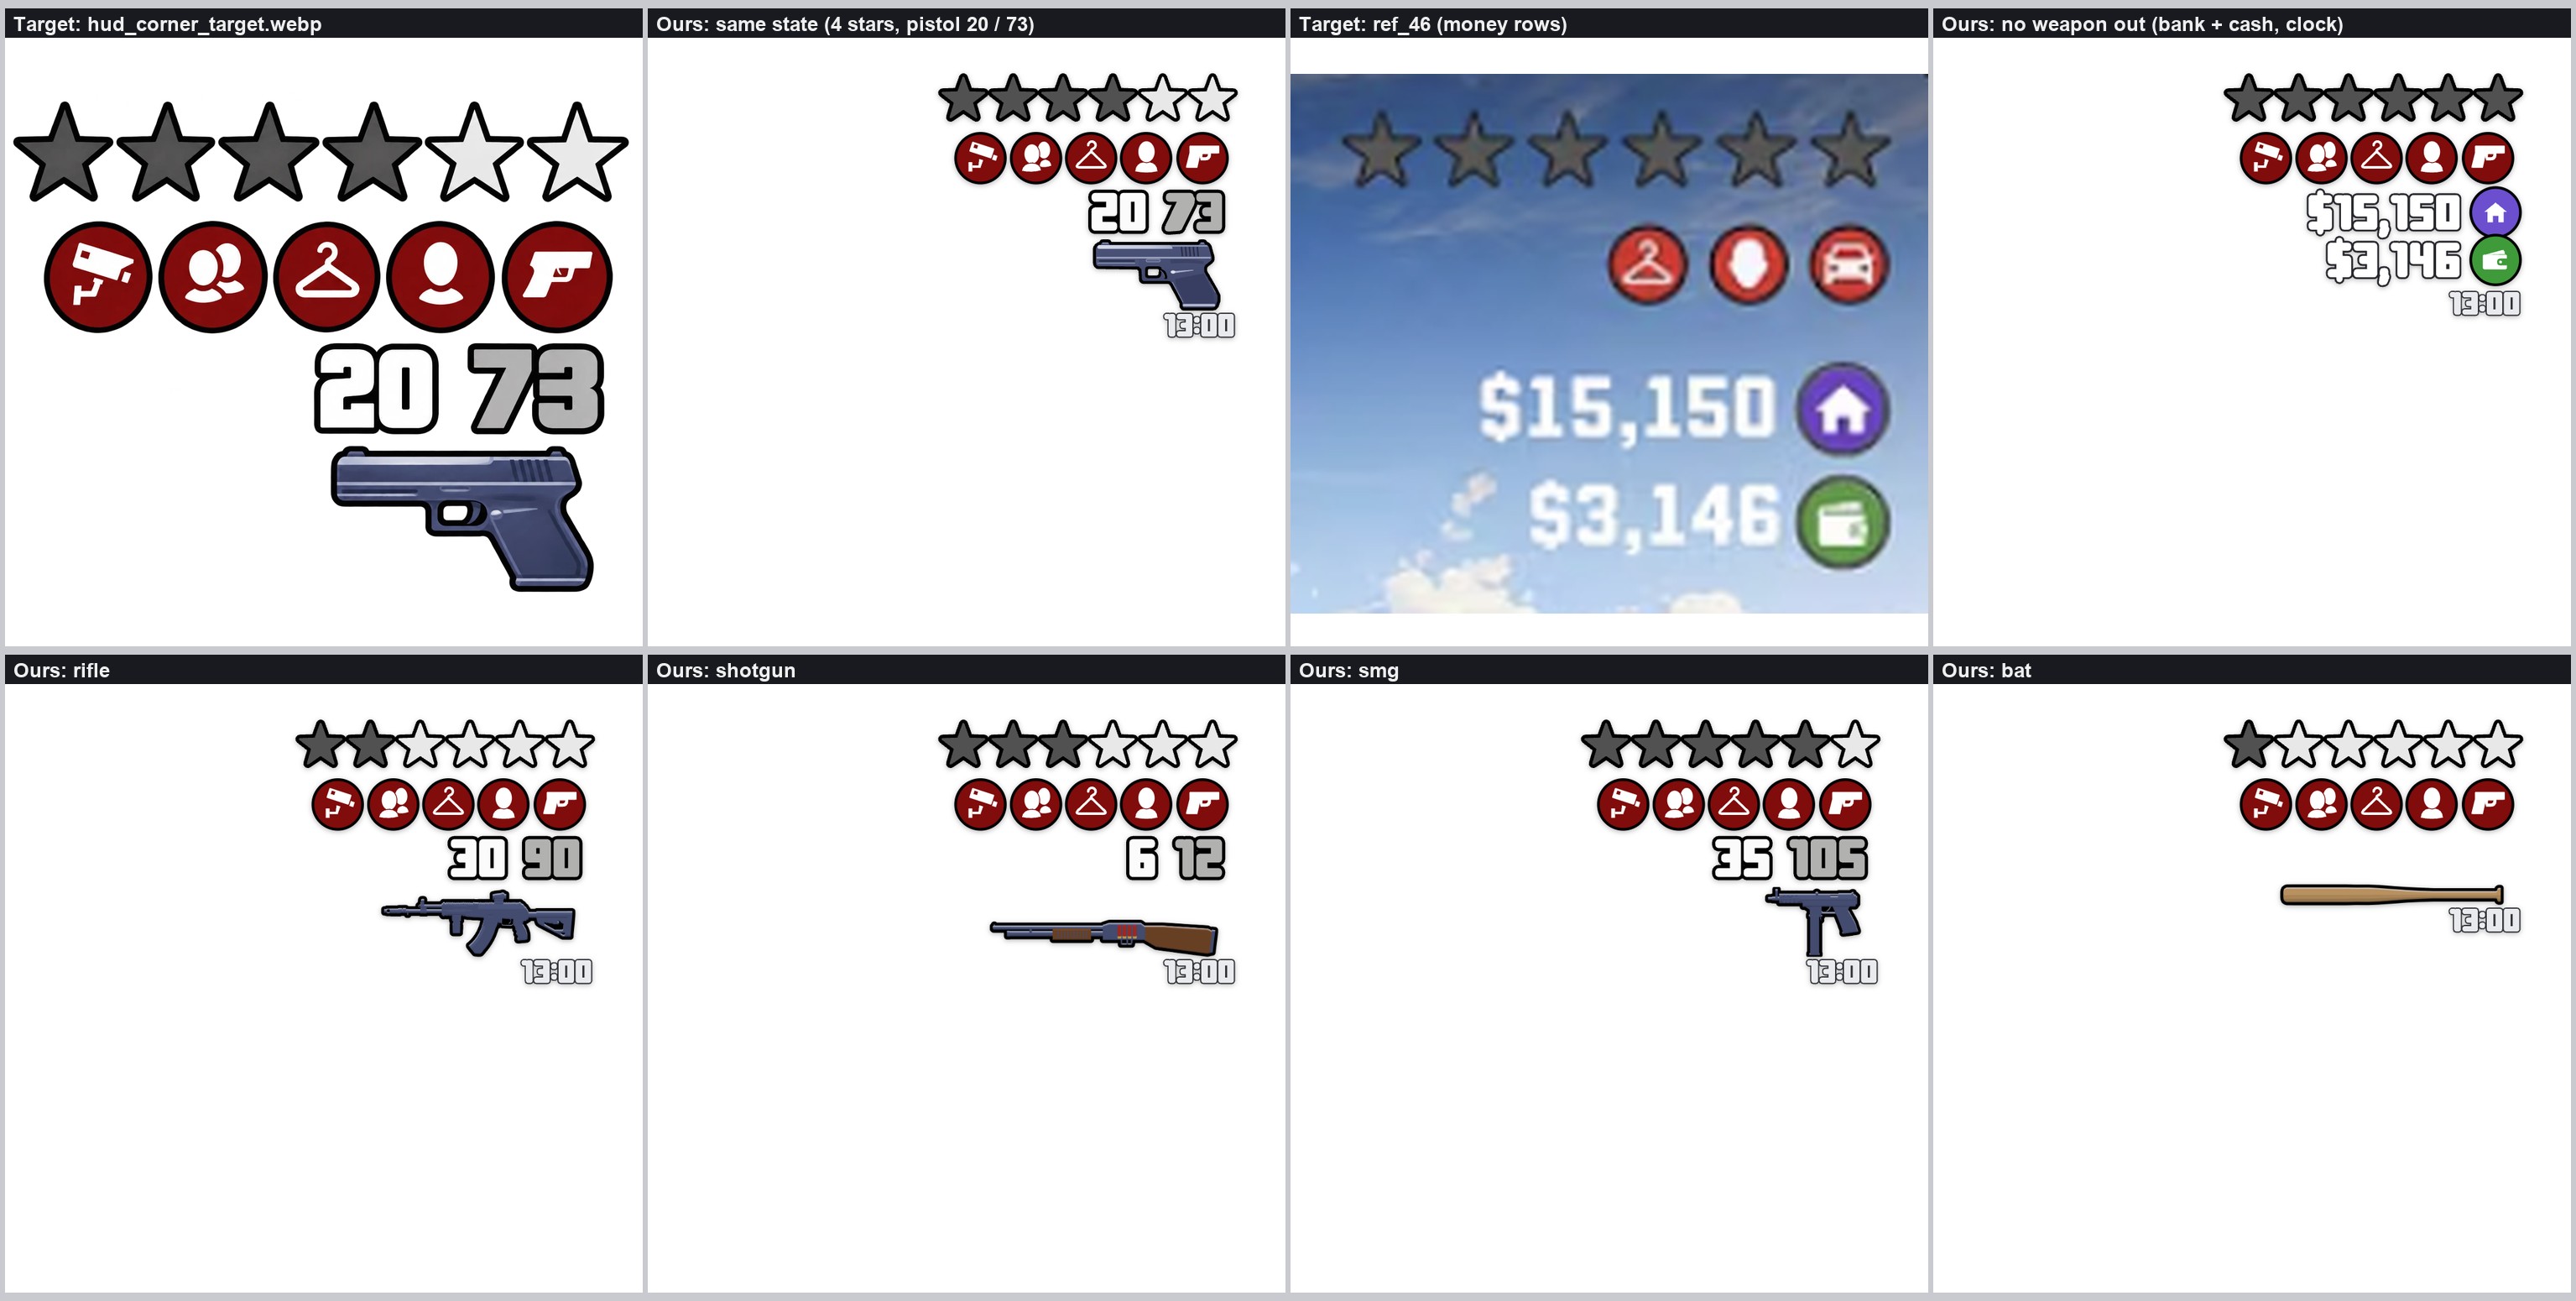 Target: hud_corner_target.webp
Ours: same state (4 stars, pistol 20 / 73)
Target: ref_46 (money rows)
Ours: no weapon out (bank + cash, clock)
20 73
20 73
13:00
$15,150
$3,146
$15,150
$3,146
13:00
Ours: rifle
Ours: shotgun
Ours: smg
Ours: bat
30 90
13:00
6 12
13:00
35 105
13:00
13:00